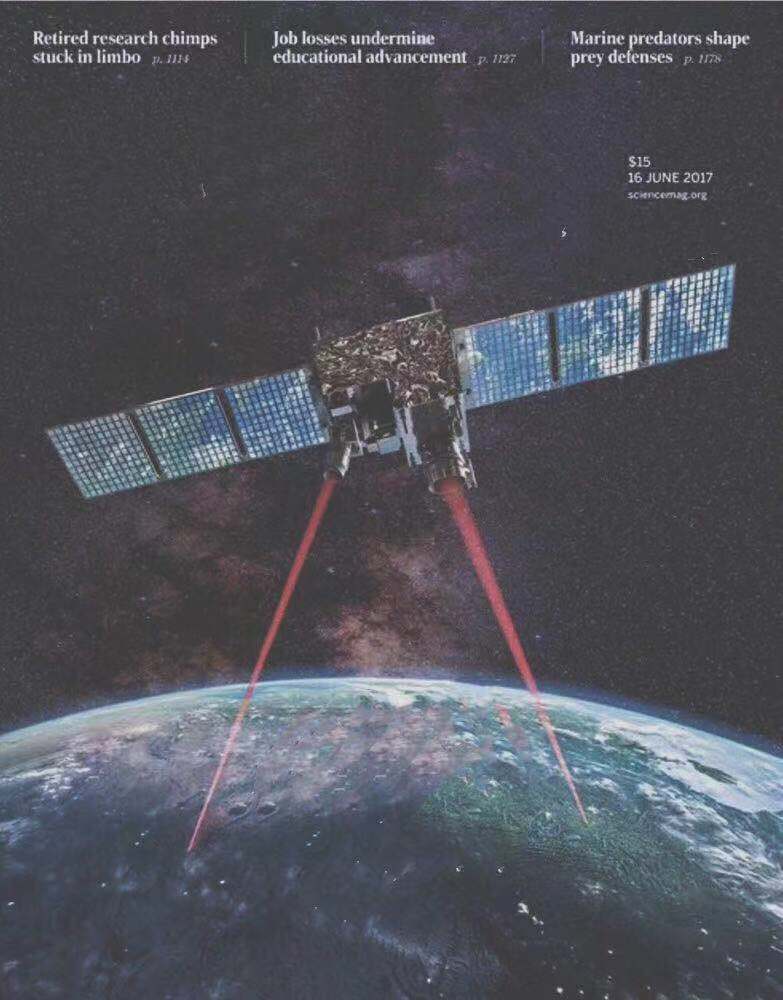 Retired research chimps
stuck in limbo p. 1114
Job losses undermine
educational advancement p. 1127
Marine predators shape
prey defenses p. 1178
$15
16 JUNE 2017
sciencemag.org